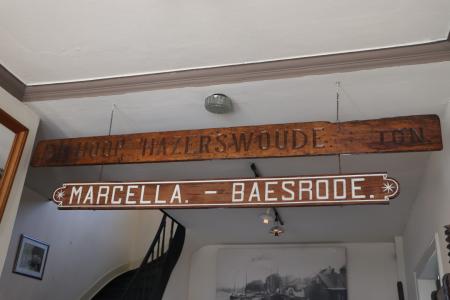 HOOP HAZERSWOUDE. TON
MARCELLA. - BAESRODE.